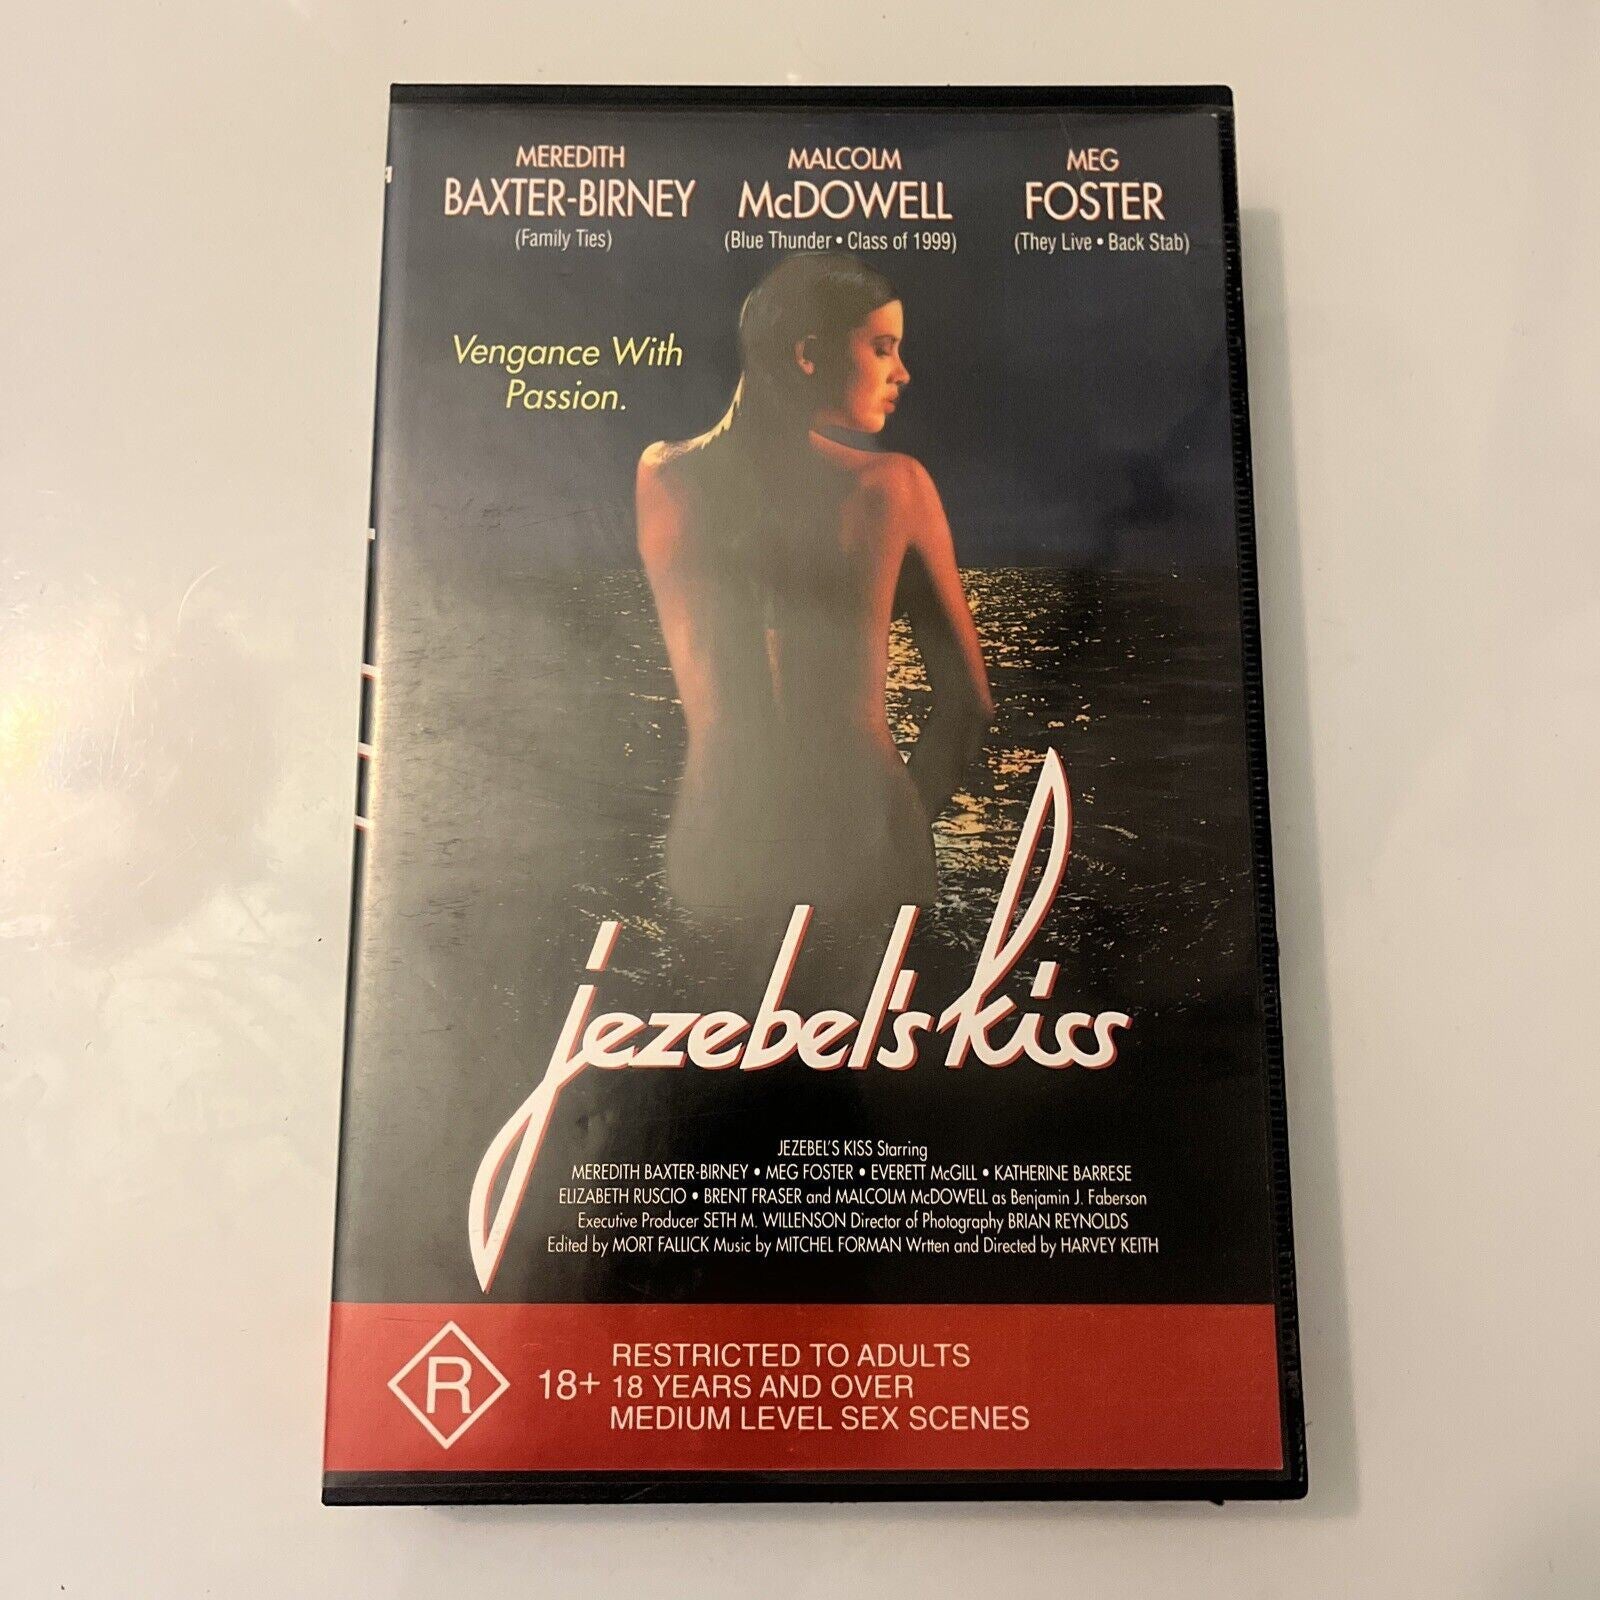 MEREDITH
BAXTER-BIRNEY
(Family Ties)
MALCOLM
McDOWELL
(Blue Thunder • Class of 1999)
MEG
FOSTER
(They Live • Back Stab)
Vengance With
Passion.
jezebel's kiss
JEZEBEL'S KISS Starring
MEREDITH BAXTER-BIRNEY • MEG FOSTER • EVERETT McGILL • KATHERINE BARRESE
ELIZABETH RUSCIO • BRENT FRASER and MALCOLM McDOWELL as Benjamin J. Faberson
Executive Producer SETH M. WILLENSON Director of Photography BRIAN REYNOLDS
Edited by MORT FALLICK Music by MITCHEL FORMAN Wrtten and Directed by HARVEY KEITH
R
18+
RESTRICTED TO ADULTS
18 YEARS AND OVER
MEDIUM LEVEL SEX SCENES